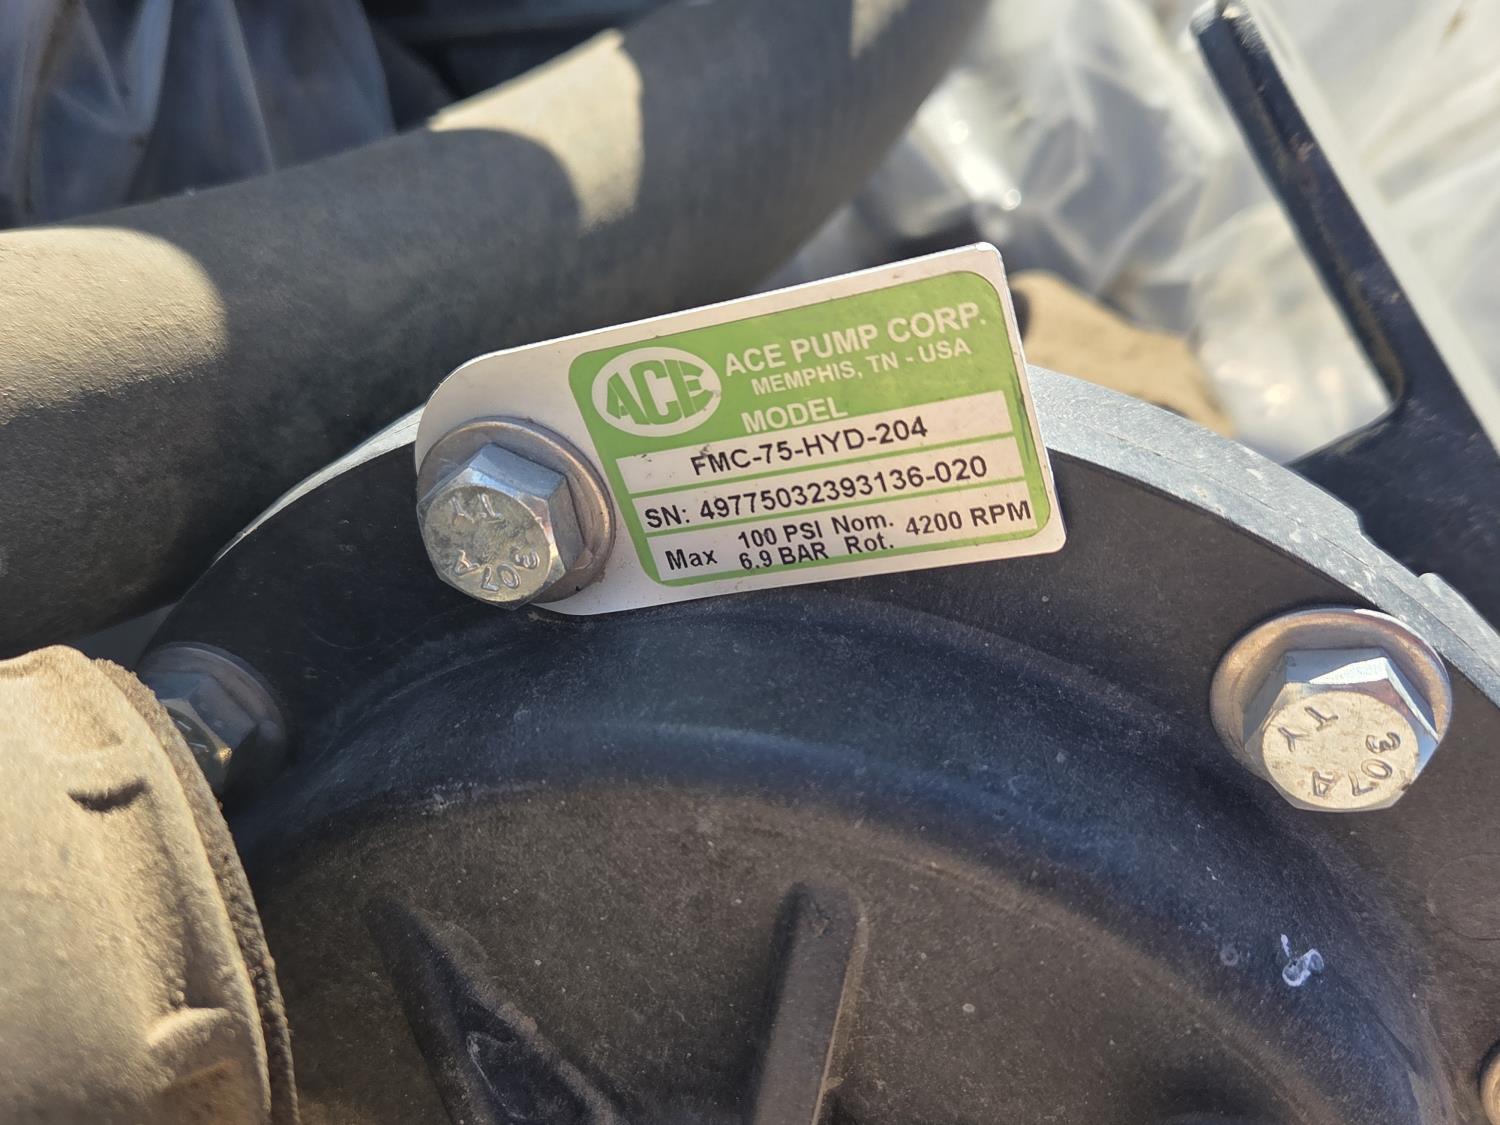 ACE
ACE PUMP CORP.
MEMPHIS, TN - USA
MODEL
FMC-75-HYD-204
SN: 49775032393136-020
Max 100 PSI Nom. 4200 RPM
6.9 BAR Rot.
TY
307A
TY
307A